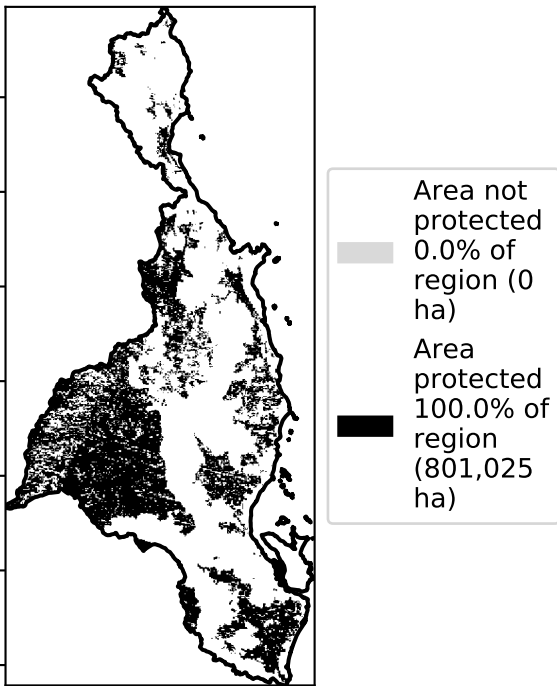 Area not
protected
0.0% of
region (0
ha)
Area
protected
100.0% of
region
(801,025
ha)